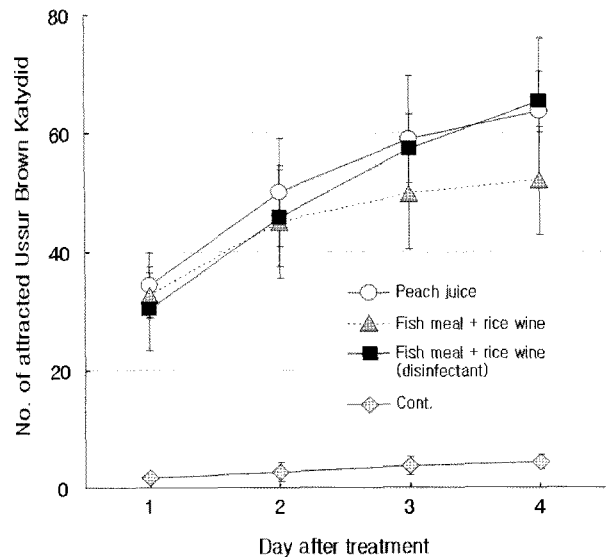 No. of attracted Ussur Brown Katydid
80
60
40
20
0
Peach juice
Fish meal + rice wine
Fish meal + rice wine
(disinfectant)
Cont.
1 2 3 4
Day after treatment